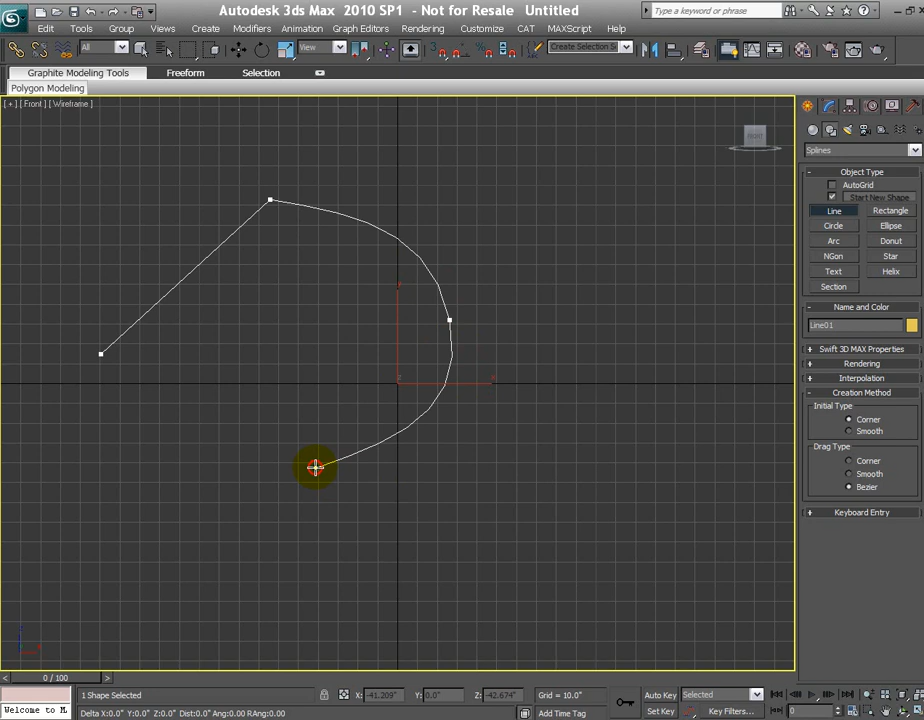 Autodesk 3ds Max 2010 SP1 - Not for Resale Untitled
Type a keyword or phrase
Edit Tools Group Views Create Modifiers Animation Graph Editors Rendering Customize CAT MAXScript Help
All View Create Selection Se
Graphite Modeling Tools Freeform Selection
Polygon Modeling
[ + ] [ Front ] [ Wireframe ]
FRONT
Splines
- Object Type
AutoGrid
Start New Shape
Line Rectangle
Circle Ellipse
Arc Donut
NGon Star
Text Helix
Section
- Name and Color
Line01
+ Swift 3D MAX Properties
+ Rendering
+ Interpolation
- Creation Method
Initial Type
Corner
Smooth
Drag Type
Corner
Smooth
Bezier
+ Keyboard Entry
0 / 100
1 Shape Selected X: -41.209" Y: 0.0" Z: -42.674" Grid = 10.0" Auto Key Selected
Welcome to M. Delta X:0.0" Y:0.0" Z:0.0" Dist:0.0" Ang:0.00 RAng:0.00 Add Time Tag Set Key Key Filters... 0